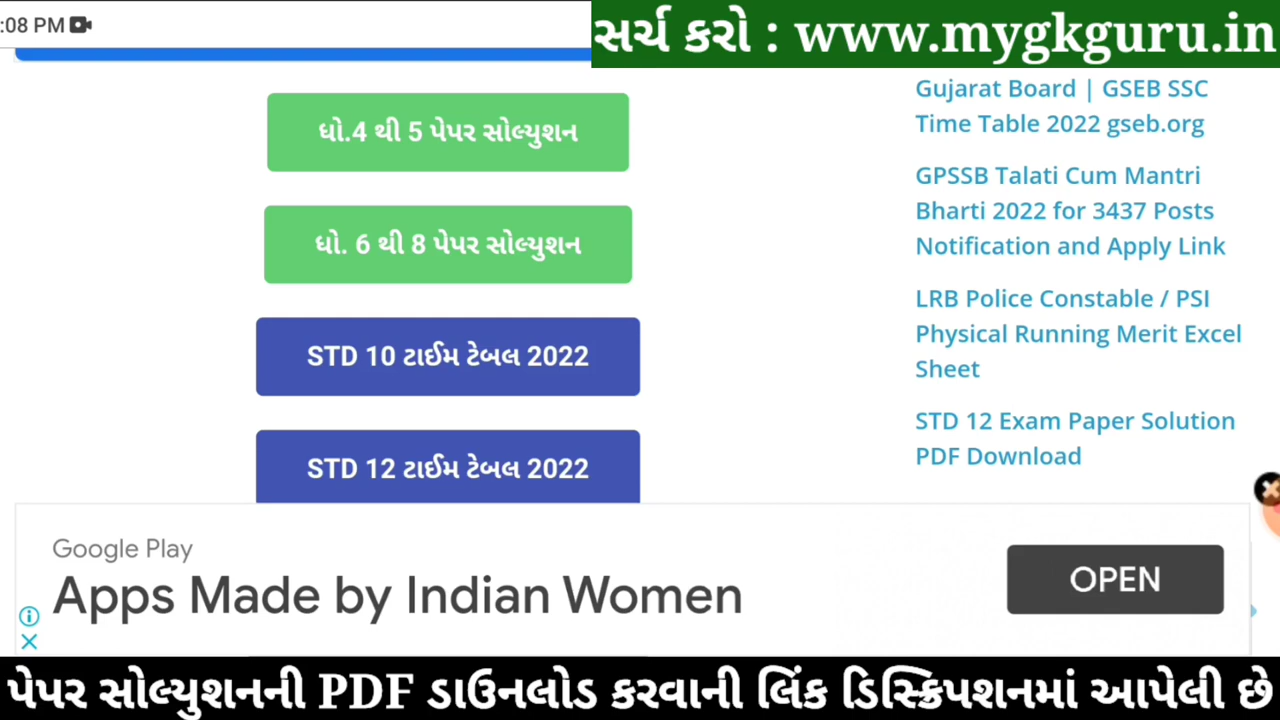 :08 PM
સર્ચ કરો : www.mygkguru.in
ધો.4 થી 5 પેપર સોલ્યુશન
ધો. 6 થી 8 પેપર સોલ્યુશન
STD 10 ટાઈમ ટેબલ 2022
STD 12 ટાઈમ ટેબલ 2022
Gujarat Board | GSEB SSC
Time Table 2022 gseb.org
GPSSB Talati Cum Mantri
Bharti 2022 for 3437 Posts
Notification and Apply Link
LRB Police Constable / PSI
Physical Running Merit Excel
Sheet
STD 12 Exam Paper Solution
PDF Download
Google Play
Apps Made by Indian Women
OPEN
પેપર સોલ્યુશનની PDF ડાઉનલોડ કરવાની લિંક ડિસ્ક્રિપશનમાં આપેલી છે